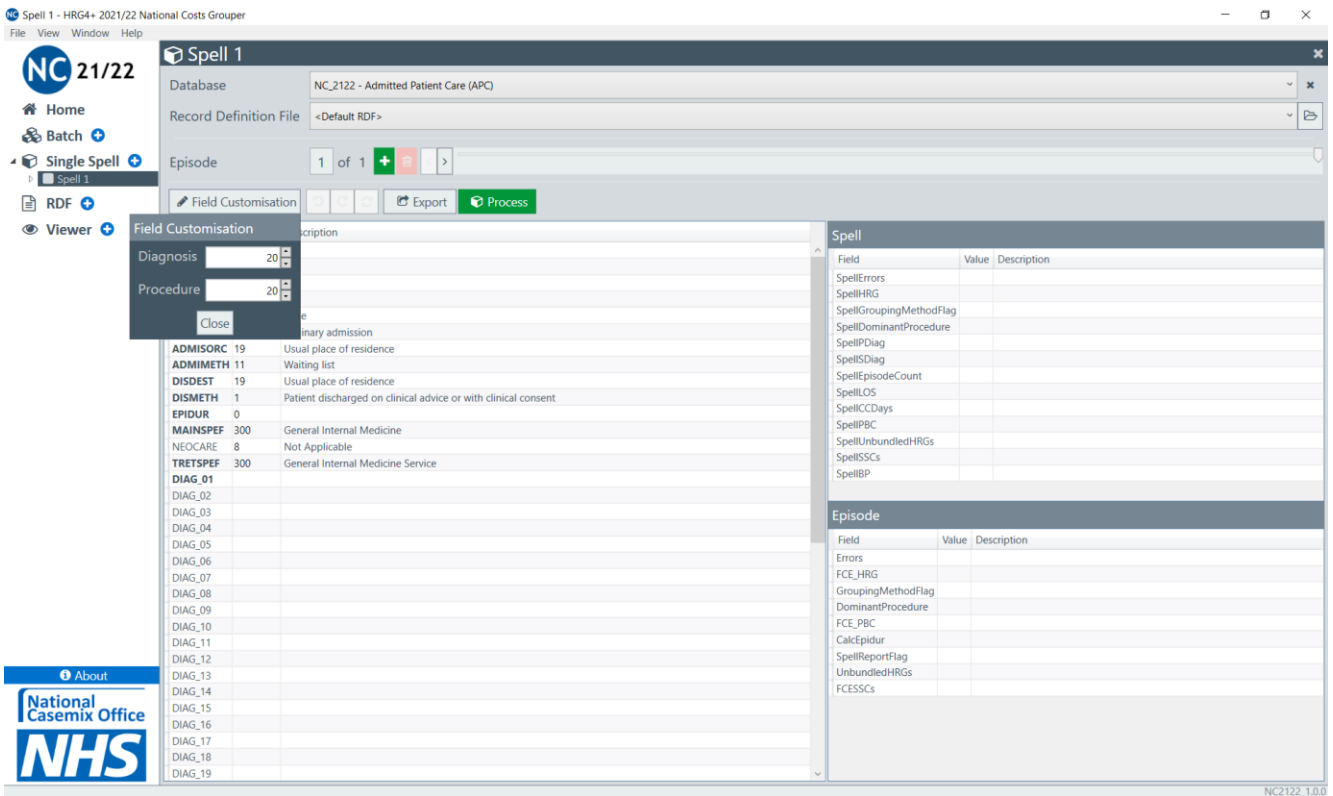 NC Spell 1 - HRG4+ 2021/22 National Costs Grouper
File View Window Help
NC 21/22
Home
Batch
Single Spell
Spell 1
RDF
Viewer
About
National
Casemix Office
NHS
Spell 1
Database NC_2122 - Admitted Patient Care (APC)
Record Definition File <Default RDF>
Episode 1 of 1
Field Customisation Export Process
Field Customisation
Diagnosis 20
Procedure 20
Close
ADMISORC 19 Usual place of residence
ADMIMETH 11 Waiting list
DISDEST 19 Usual place of residence
DISMETH 1 Patient discharged on clinical advice or with clinical consent
EPIDUR 0
MAINSPEF 300 General Internal Medicine
NEOCARE 8 Not Applicable
TRETSPEF 300 General Internal Medicine Service
DIAG_01
DIAG_02
DIAG_03
DIAG_04
DIAG_05
DIAG_06
DIAG_07
DIAG_08
DIAG_09
DIAG_10
DIAG_11
DIAG_12
DIAG_13
DIAG_14
DIAG_15
DIAG_16
DIAG_17
DIAG_18
DIAG_19
Spell
Field Value Description
SpellErrors
SpellHRG
SpellGroupingMethodFlag
SpellDominantProcedure
SpellPDiag
SpellSDiag
SpellEpisodeCount
SpellLOS
SpellCCDays
SpellPBC
SpellUnbundledHRGs
SpellSSCs
SpellBP
Episode
Field Value Description
Errors
FCE_HRG
GroupingMethodFlag
DominantProcedure
FCE_PBC
CalcEpidur
SpellReportFlag
UnbundledHRGs
FCESSCs
NC2122 1.0.0